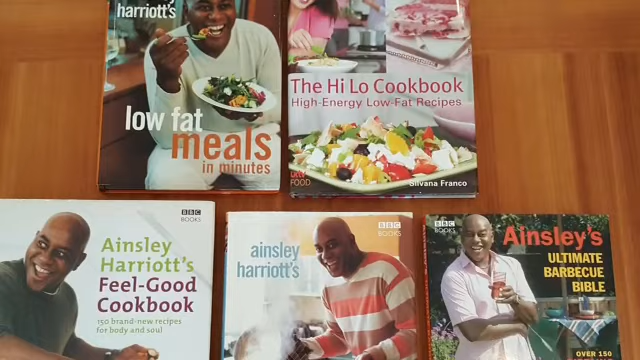 harriott's
low fat
meals
in minutes
The Hi Lo Cookbook
High-Energy Low-Fat Recipes
FOOD
Silvana Franco
BBC
BOOKS
Ainsley
Harriott's
Feel-Good
Cookbook
150 brand-new recipes
for body and soul
BBC
BOOKS
ainsley
harriott's
BBC
BOOKS
Ainsley's
ULTIMATE
BARBECUE
BIBLE
OVER 150